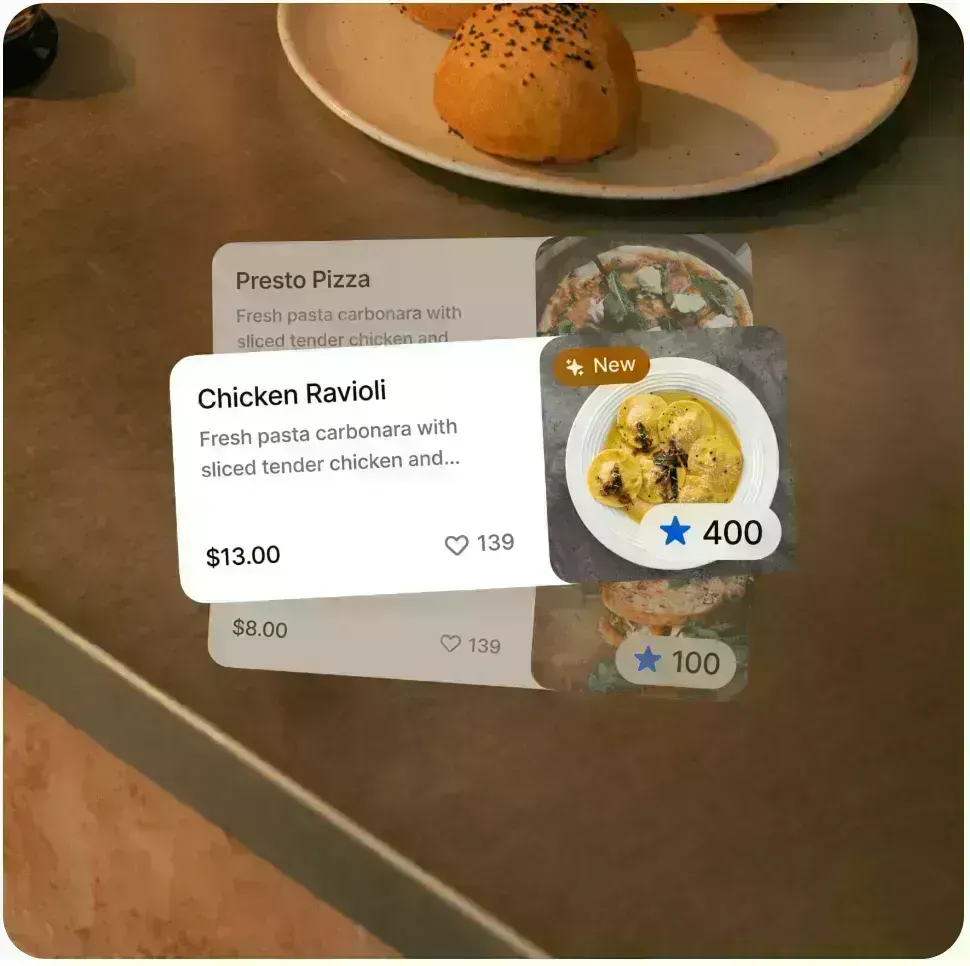 Presto Pizza
Fresh pasta carbonara with
sliced tender chicken and
New
Chicken Ravioli
Fresh pasta carbonara with
sliced tender chicken and...
400
$13.00
139
$8.00
139
100